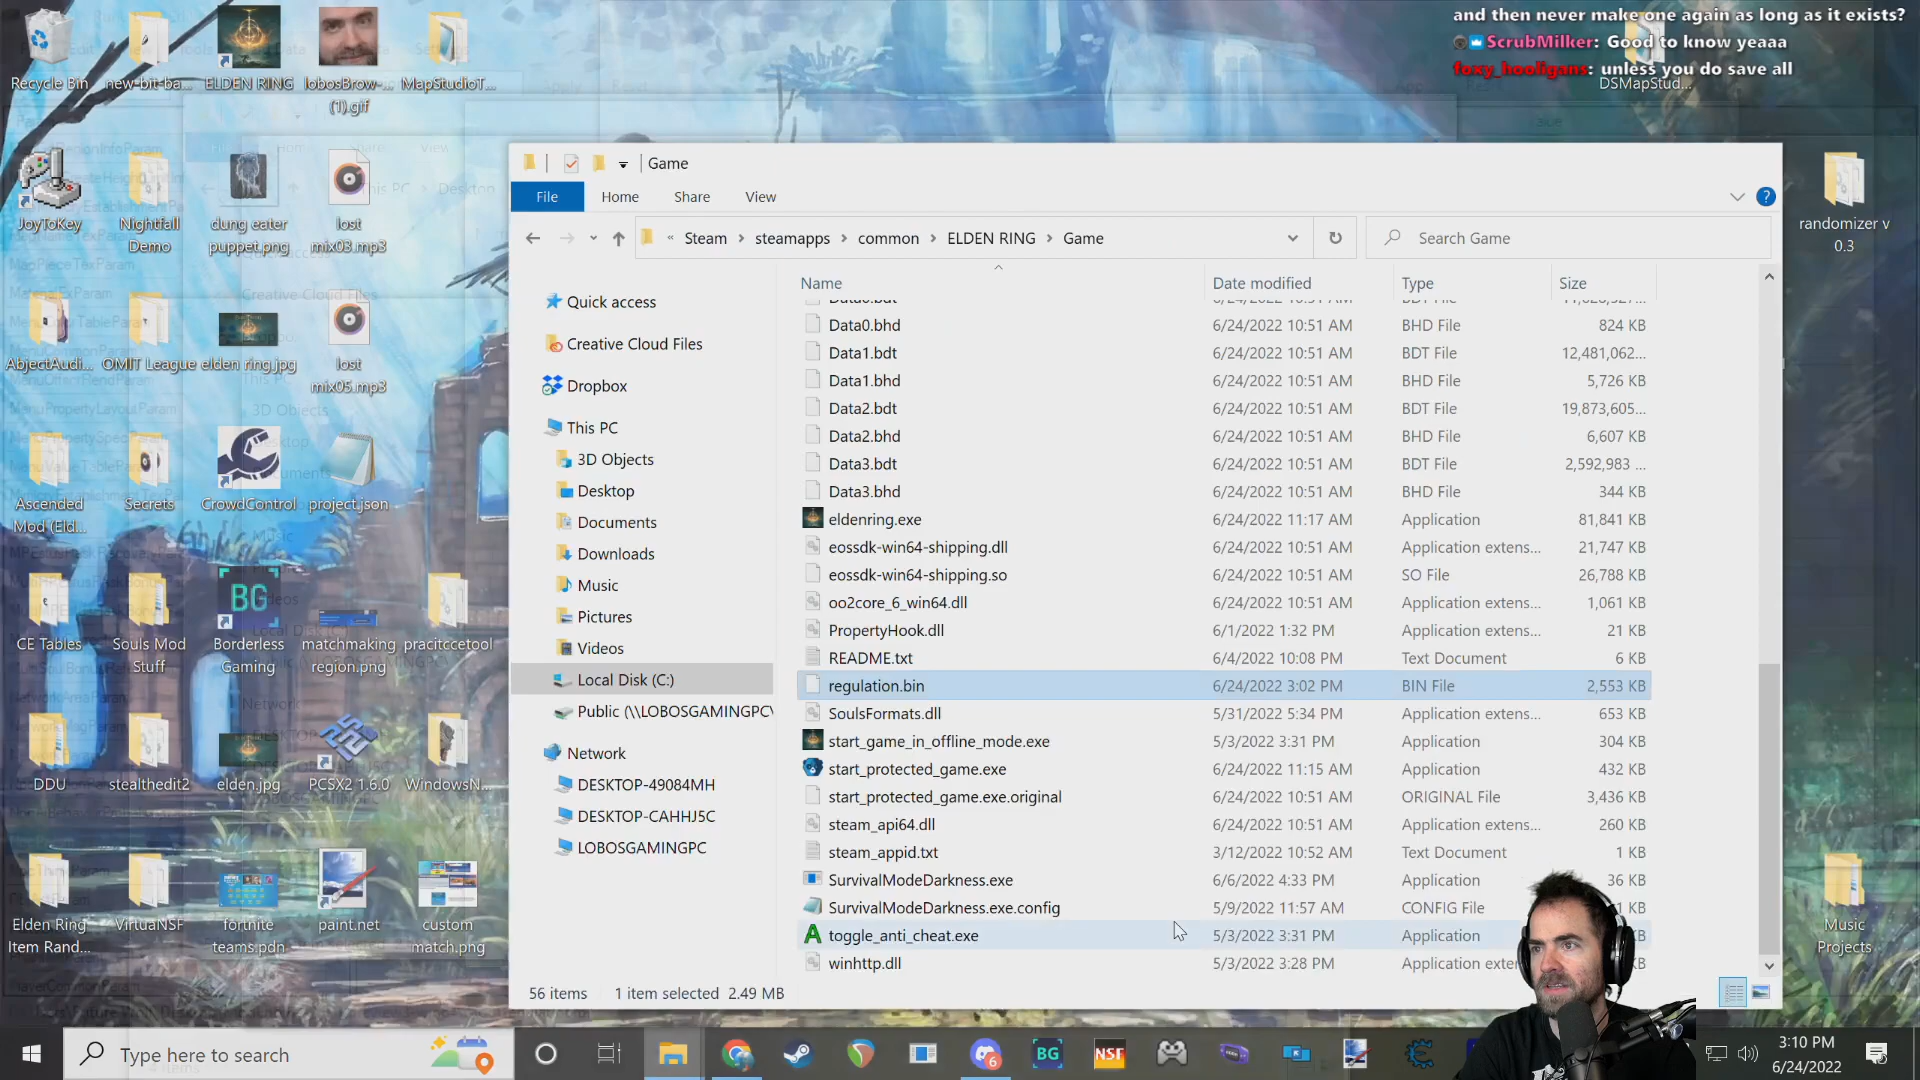 and then never make one again as long as it exists?
ScrubMilker: Good to know yeaaa
foxy_hooligans: unless you do save all
DSMapStud...
Recycle Bin
new-bit-ba...
ELDEN RING
lobosBrow-...
(1).gif
MapStudioT...
JoyToKey
Nightfall
Demo
dung eater
puppet.png
lost
mix03.mp3
AbjectAudi...
OMIT League
elden ring.jpg
lost
mix05.mp3
Ascended
Mod (Eld...
Secrets
CrowdControl
project.json
CE Tables
Souls Mod
Stuff
Borderless
Gaming
matchmaking
region.png
pracitccetool
DDU
stealthedit2
elden.jpg
PCSX2 1.6.0
WindowsN...
Elden Ring
Item Rand...
VirtuaNSF
fortnite
teams.pdn
paint.net
custom
match.png
randomizer v
0.3
Music
Projects
Game
File Home Share View
« Steam › steamapps › common › ELDEN RING › Game
Search Game
Quick access
Creative Cloud Files
Dropbox
This PC
3D Objects
Desktop
Documents
Downloads
Music
Pictures
Videos
Local Disk (C:)
Public (\\LOBOSGAMINGPC\
Network
DESKTOP-49084MH
DESKTOP-CAHHJ5C
LOBOSGAMINGPC
Name Date modified Type Size
Data0.bhd 6/24/2022 10:51 AM BHD File 824 KB
Data1.bdt 6/24/2022 10:51 AM BDT File 12,481,062...
Data1.bhd 6/24/2022 10:51 AM BHD File 5,726 KB
Data2.bdt 6/24/2022 10:51 AM BDT File 19,873,605...
Data2.bhd 6/24/2022 10:51 AM BHD File 6,607 KB
Data3.bdt 6/24/2022 10:51 AM BDT File 2,592,983 ...
Data3.bhd 6/24/2022 10:51 AM BHD File 344 KB
eldenring.exe 6/24/2022 11:17 AM Application 81,841 KB
eossdk-win64-shipping.dll 6/24/2022 10:51 AM Application extens... 21,747 KB
eossdk-win64-shipping.so 6/24/2022 10:51 AM SO File 26,788 KB
oo2core_6_win64.dll 6/24/2022 10:51 AM Application extens... 1,061 KB
PropertyHook.dll 6/1/2022 1:32 PM Application extens... 21 KB
README.txt 6/4/2022 10:08 PM Text Document 6 KB
regulation.bin 6/24/2022 3:02 PM BIN File 2,553 KB
SoulsFormats.dll 5/31/2022 5:34 PM Application extens... 653 KB
start_game_in_offline_mode.exe 5/3/2022 3:31 PM Application 304 KB
start_protected_game.exe 6/24/2022 11:15 AM Application 432 KB
start_protected_game.exe.original 6/24/2022 10:51 AM ORIGINAL File 3,436 KB
steam_api64.dll 6/24/2022 10:51 AM Application extens... 260 KB
steam_appid.txt 3/12/2022 10:52 AM Text Document 1 KB
SurvivalModeDarkness.exe 6/6/2022 4:33 PM Application 36 KB
SurvivalModeDarkness.exe.config 5/9/2022 11:57 AM CONFIG File KB
toggle_anti_cheat.exe 5/3/2022 3:31 PM Application KB
winhttp.dll 5/3/2022 3:28 PM Application exte KB
56 items 1 item selected 2.49 MB
Type here to search
BG
NSF
6
3:10 PM
6/24/2022